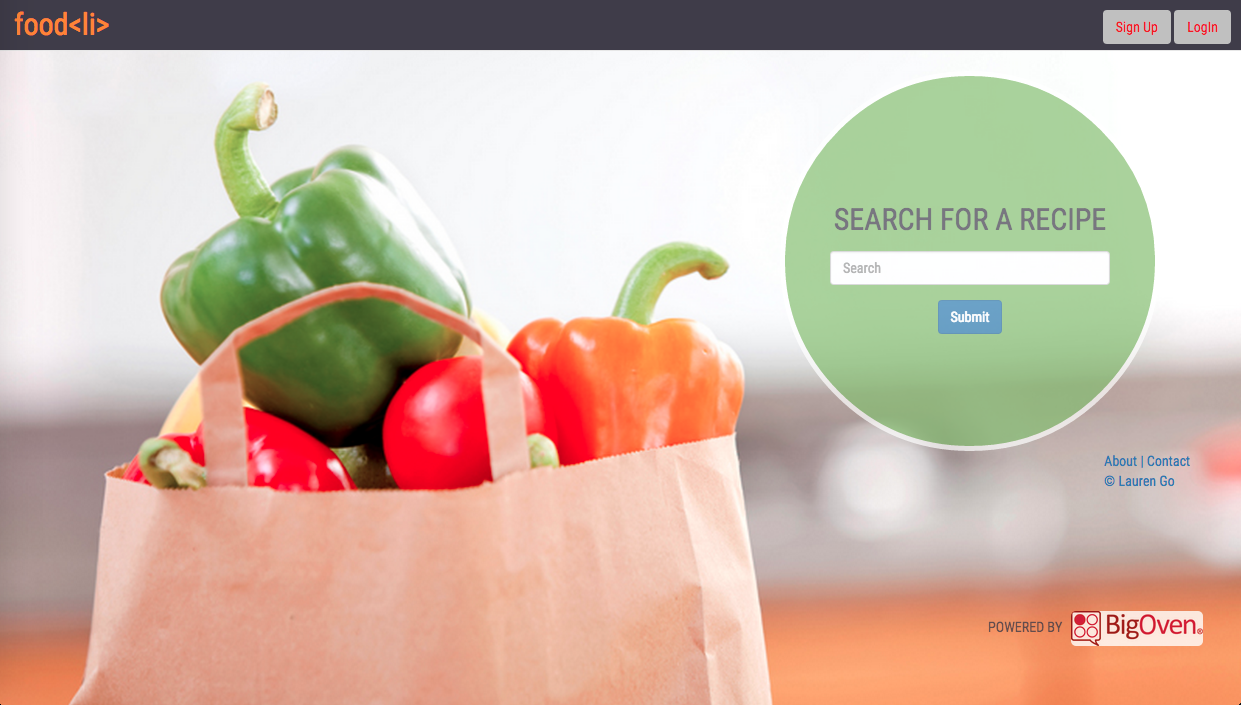 food<li>
Sign Up
LogIn
SEARCH FOR A RECIPE
Search
Submit
About | Contact
© Lauren Go
POWERED BY BigOven®